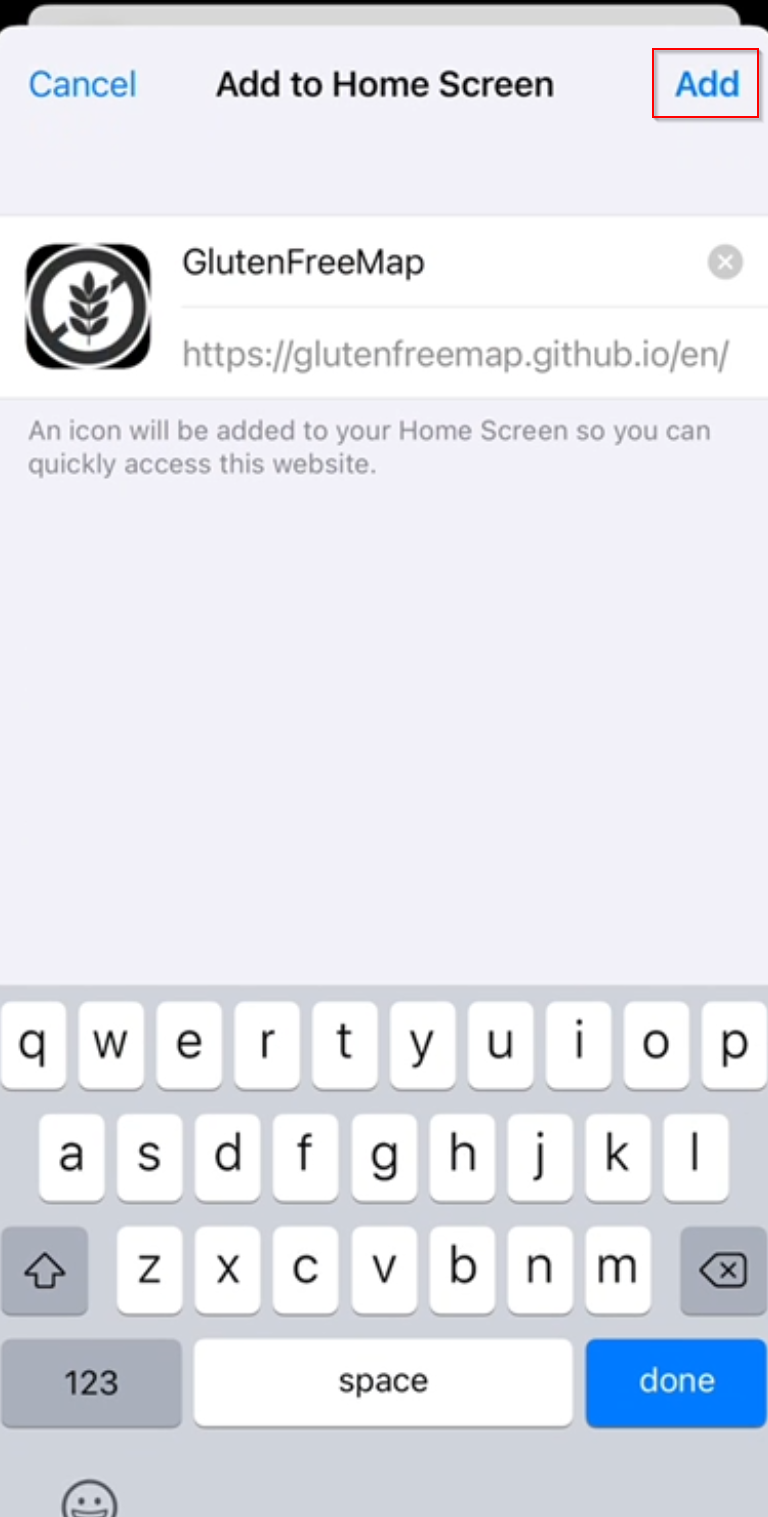 Cancel Add to Home Screen Add
GlutenFreeMap
https://glutenfreemap.github.io/en/
An icon will be added to your Home Screen so you can
quickly access this website.
q w e r t y u i o p
a s d f g h j k l
z x c v b n m
123 space done